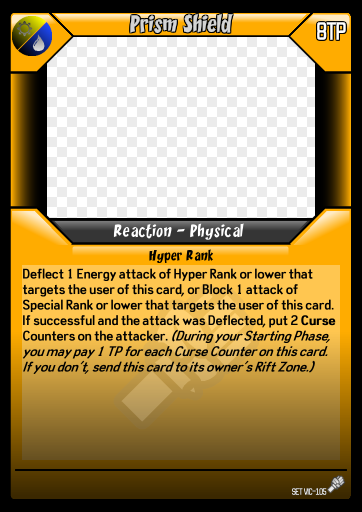 Prism Shield
8TP
Reaction - Physical
Hyper Rank
Deflect 1 Energy attack of Hyper Rank or lower that
targets the user of this card, or Block 1 attack of
Special Rank or lower that targets the user of this card.
If successful and the attack was Deflected, put 2 Curse
Counters on the attacker. (During your Starting Phase,
you may pay 1 TP for each Curse Counter on this card.
If you don't, send this card to its owner's Rift Zone.)
SET VIC-105